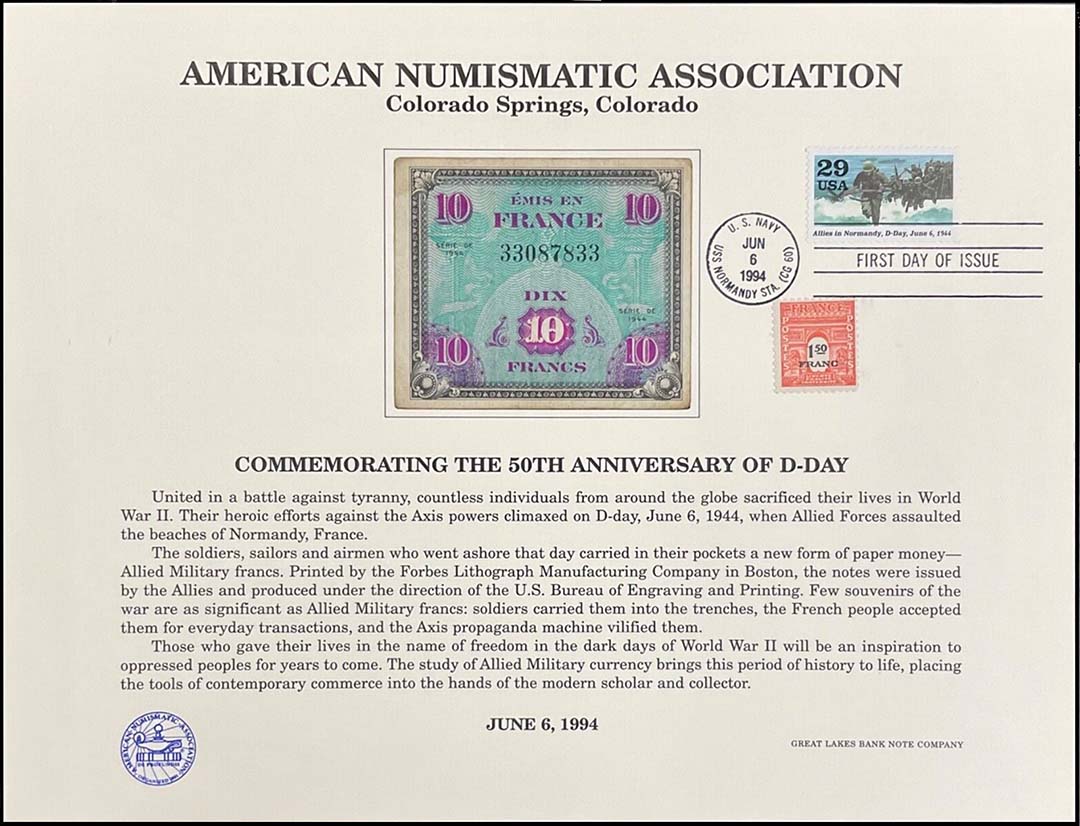 AMERICAN NUMISMATIC ASSOCIATION
Colorado Springs, Colorado
10
ÉMIS EN
10
FRANCE
SÉRIE DE
1944
33087833
DIX
SÉRIE DE
1944
10
10
10
FRANCS
29
USA
Allies in Normandy, D-Day, June 6, 1944
U. S. NAVY
JUN
6
1994
USS NORMANDY STA. (CG 60)
FIRST DAY OF ISSUE
FRANCE
POSTES
POSTES
1 50
FRANC
COMMEMORATING THE 50TH ANNIVERSARY OF D-DAY
United in a battle against tyranny, countless individuals from around the globe sacrificed their lives in World
War II. Their heroic efforts against the Axis powers climaxed on D-day, June 6, 1944, when Allied Forces assaulted
the beaches of Normandy, France.
The soldiers, sailors and airmen who went ashore that day carried in their pockets a new form of paper money—
Allied Military francs. Printed by the Forbes Lithograph Manufacturing Company in Boston, the notes were issued
by the Allies and produced under the direction of the U.S. Bureau of Engraving and Printing. Few souvenirs of the
war are as significant as Allied Military francs: soldiers carried them into the trenches, the French people accepted
them for everyday transactions, and the Axis propaganda machine vilified them.
Those who gave their lives in the name of freedom in the dark days of World War II will be an inspiration to
oppressed peoples for years to come. The study of Allied Military currency brings this period of history to life, placing
the tools of contemporary commerce into the hands of the modern scholar and collector.
JUNE 6, 1994
GREAT LAKES BANK NOTE COMPANY
AMERICAN NUMISMATIC ASSOCIATION